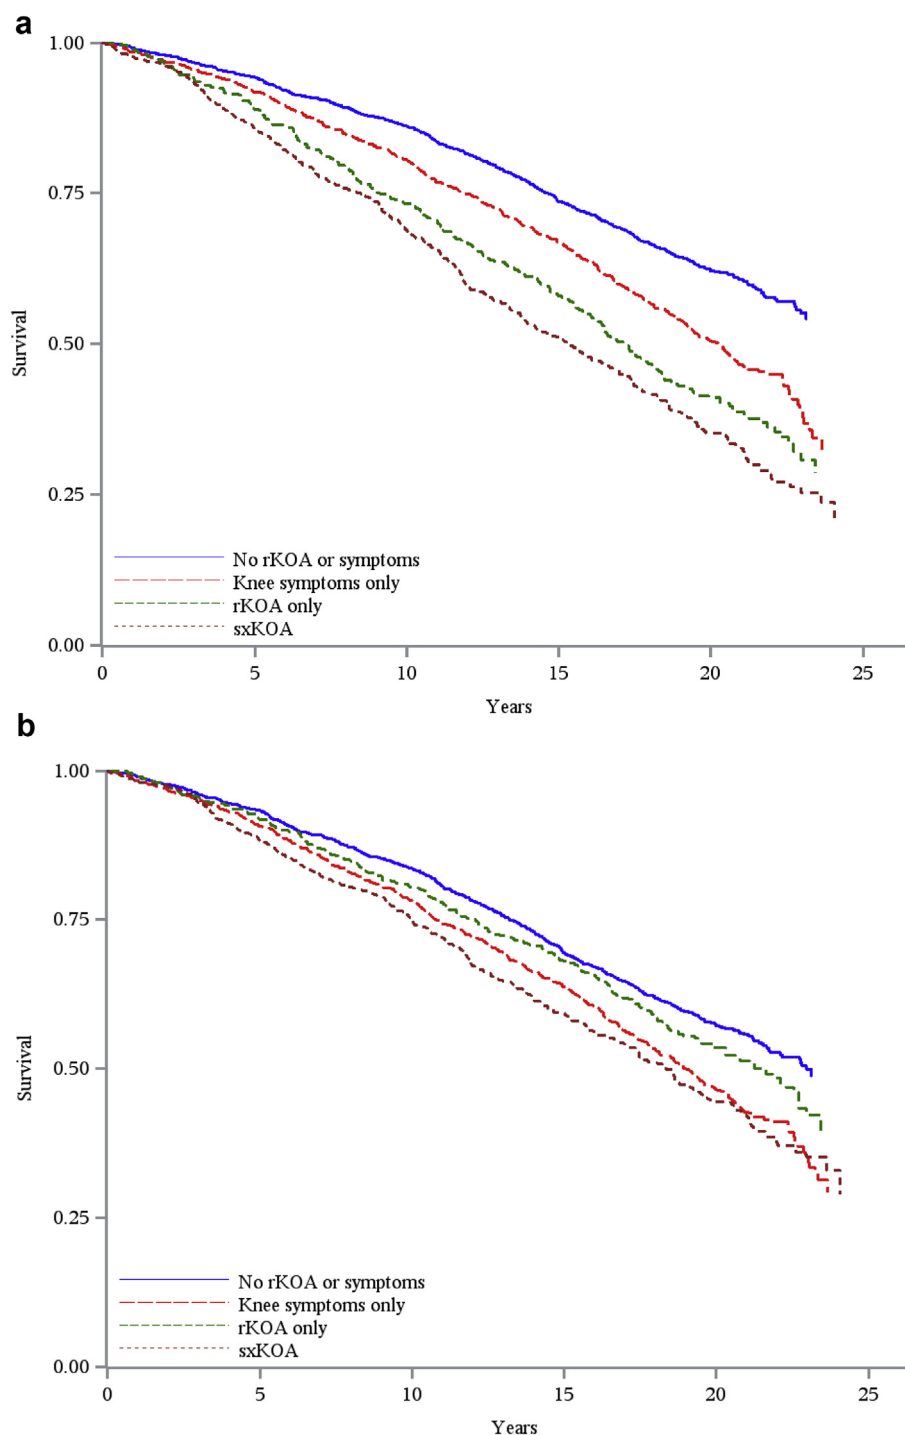 a
1.00
0.75
0.50
0.25
0.00
Survival
No rKOA or symptoms
Knee symptoms only
rKOA only
sxKOA
0 5 10 15 20 25
Years
b
1.00
0.75
0.50
0.25
0.00
Survival
No rKOA or symptoms
Knee symptoms only
rKOA only
sxKOA
0 5 10 15 20 25
Years